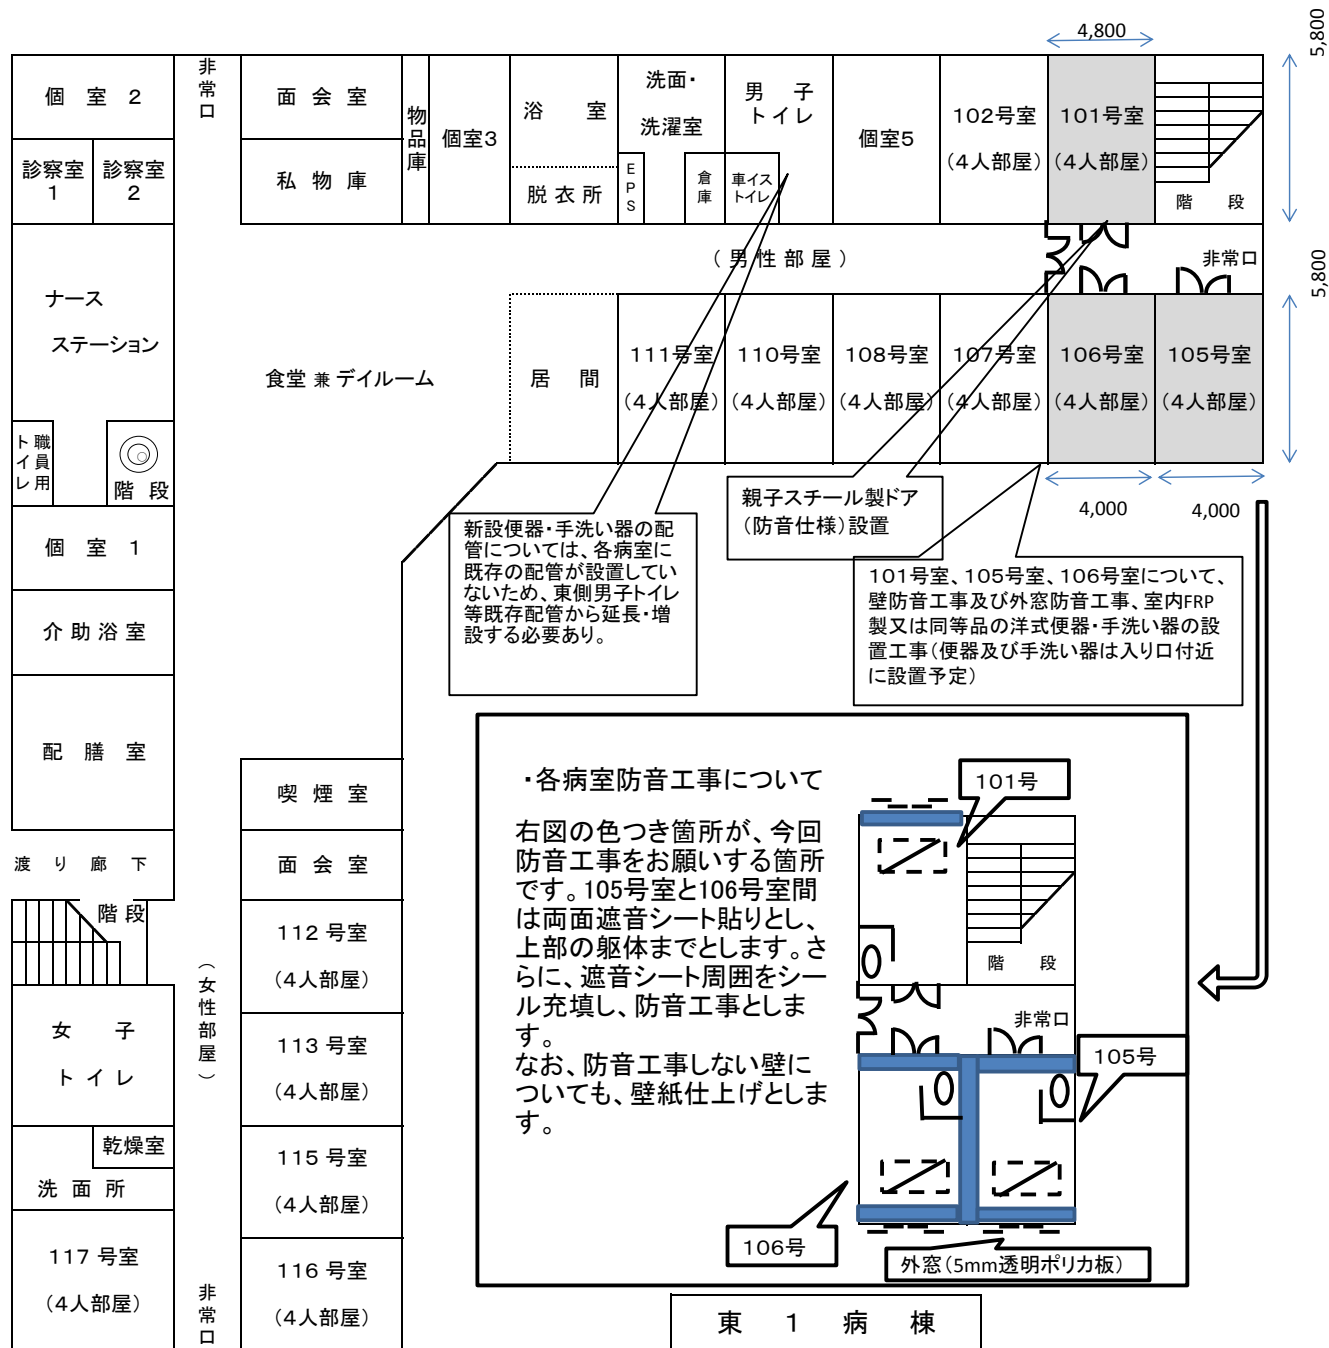 4,800
5,800
個 室 2
非常口
面 会 室
物品庫
個室3
浴 室
洗面・
洗濯室
男 子
トイレ
個室5
102号室
(4人部屋)
101号室
(4人部屋)
診察室
1
診察室
2
私 物 庫
脱 衣 所
EPS
倉庫
車イス
トイレ
階 段
(男性部屋)
非常口
5,800
ナース
ステーション
食堂 兼 デイルーム
居 間
111号室
(4人部屋)
110号室
(4人部屋)
108号室
(4人部屋)
107号室
(4人部屋)
106号室
(4人部屋)
105号室
(4人部屋)
職員用
トイレ
階 段
4,000
4,000
親子スチール製ドア
(防音仕様)設置
新設便器・手洗い器の配
管については、各病室に
既存の配管が設置してい
ないため、東側男子トイレ
等既存配管から延長・増
設する必要あり。
101号室、105号室、106号室について、
壁防音工事及び外窓防音工事、室内FRP
製又は同等品の洋式便器・手洗い器の設
置工事(便器及び手洗い器は入り口付近
に設置予定)
個 室 1
介 助 浴 室
配 膳 室
喫 煙 室
渡 り 廊 下
面 会 室
階 段
112 号室
(4人部屋)
(女性部屋)
女 子
トイレ
113 号室
(4人部屋)
乾燥室
洗 面 所
115 号室
(4人部屋)
117 号室
(4人部屋)
非常口
116 号室
(4人部屋)
・各病室防音工事について
右図の色つき箇所が、今回
防音工事をお願いする箇所
です。105号室と106号室間
は両面遮音シート貼りとし、
上部の躯体までとします。さ
らに、遮音シート周囲をシー
ル充填し、防音工事としま
す。
なお、防音工事しない壁に
ついても、壁紙仕上げとしま
す。
101号
階 段
非常口
105号
106号
外窓(5mm透明ポリカ板)
東 1 病 棟